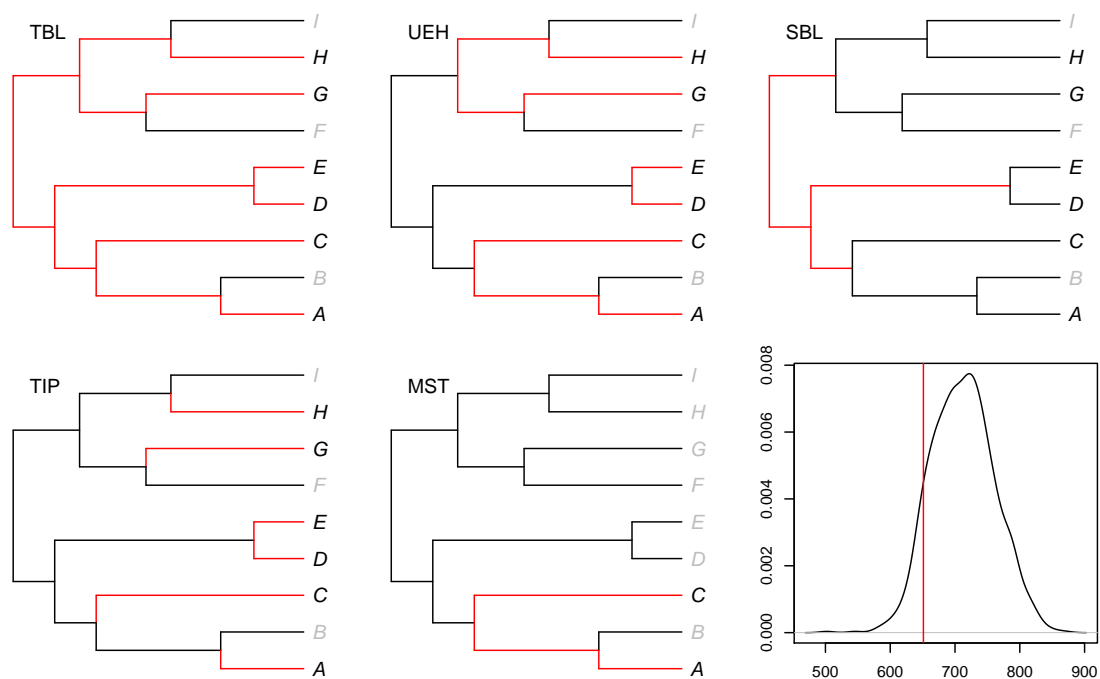 TBL
I
H
G
F
E
D
C
B
A
UEH
I
H
G
F
E
D
C
B
A
SBL
I
H
G
F
E
D
C
B
A
TIP
I
H
G
F
E
D
C
B
A
MST
I
H
G
F
E
D
C
B
A
0.008
0.006
0.004
0.002
0.000
500 600 700 800 900